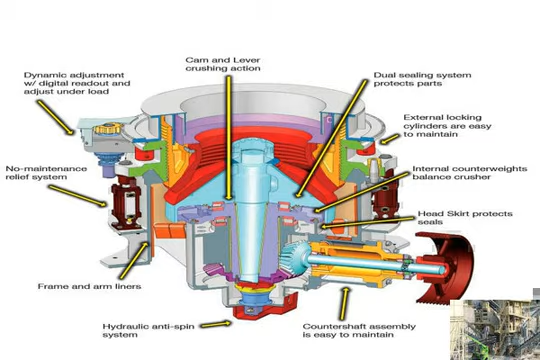 Cam and Lever
crushing action
Dynamic adjustment
w/ digital readout and
adjust under load
Dual sealing system
protects parts
External locking
cylinders are easy
to maintain
No-maintenance
relief system
Internal counterweights
balance crusher
Head Skirt protects
seals
Frame and arm liners
Hydraulic anti-spin
system
Countershaft assembly
is easy to maintain